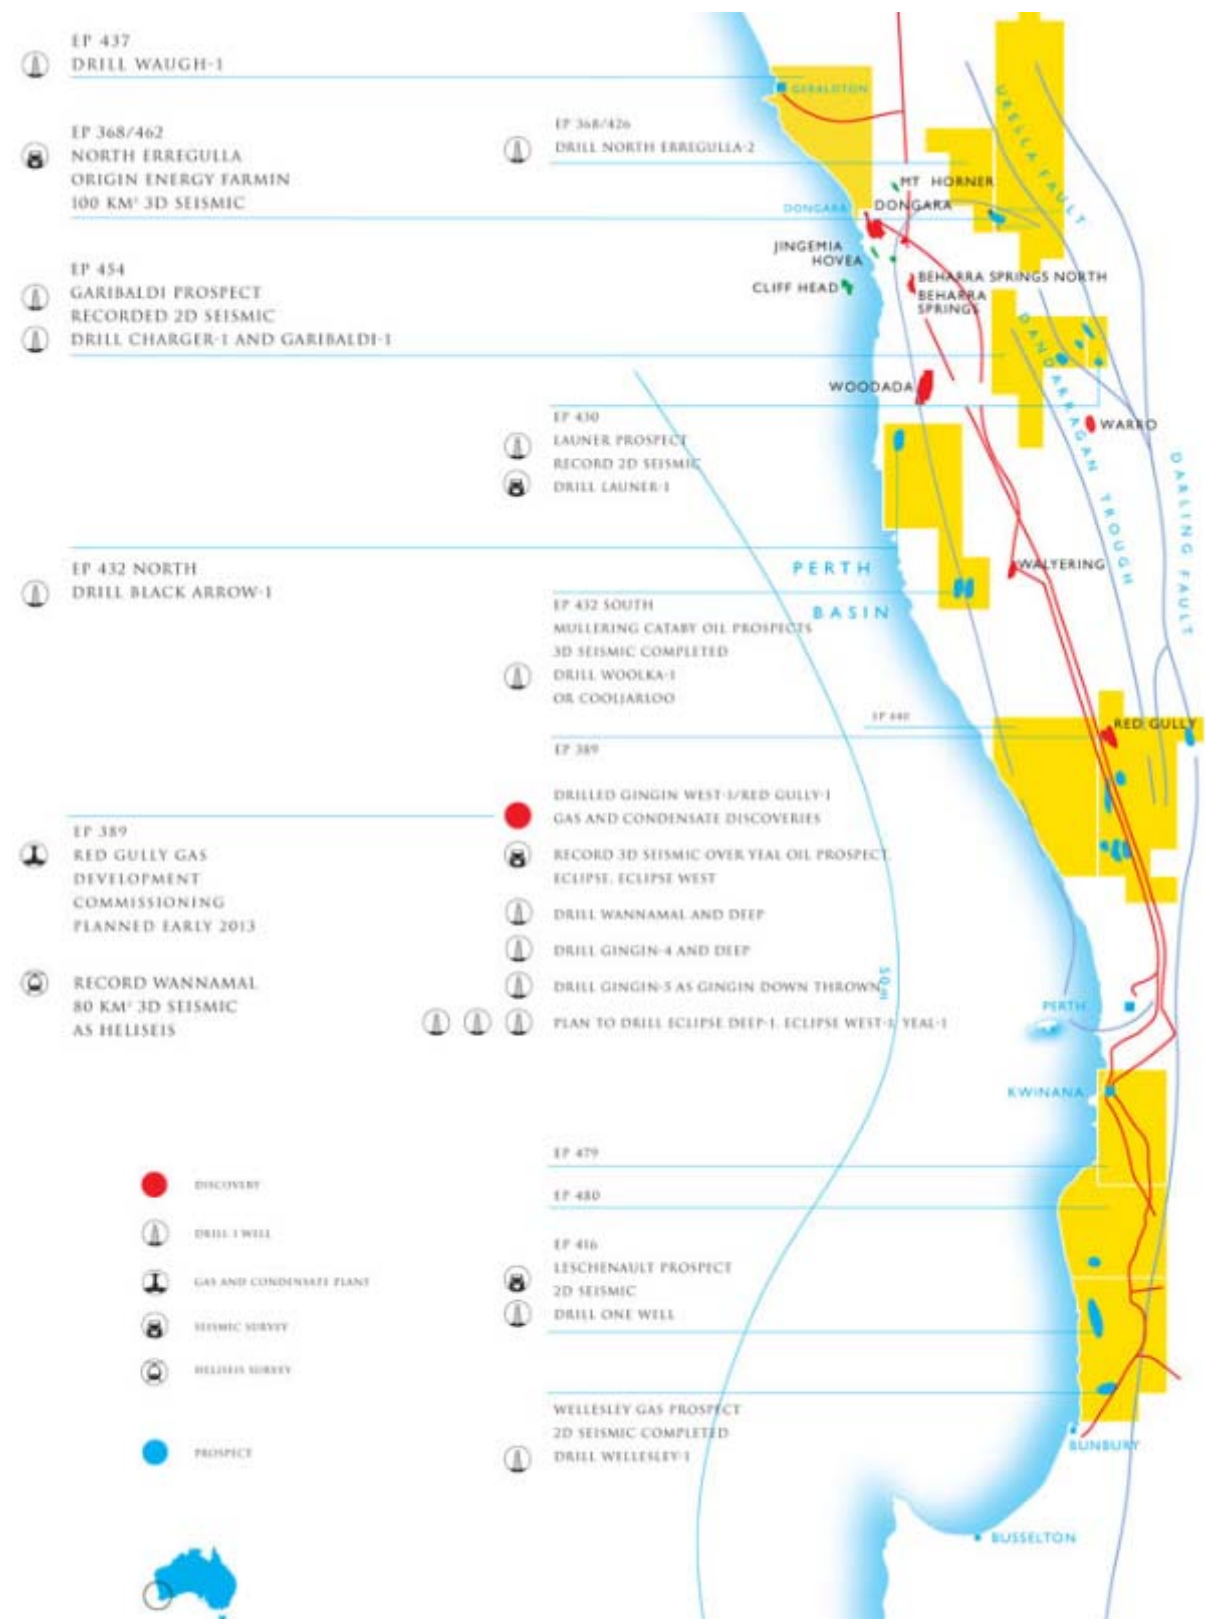 EP 437
DRILL WAUGH-1
EP 368/462
NORTH ERREGULLA
ORIGIN ENERGY FARMIN
100 KM² 3D SEISMIC
EP 454
GARIBALDI PROSPECT
RECORDED 2D SEISMIC
DRILL CHARGER-1 AND GARIBALDI-1
EP 432 NORTH
DRILL BLACK ARROW-1
EP 389
RED GULLY GAS
DEVELOPMENT
COMMISSIONING
PLANNED EARLY 2013
RECORD WANNAMAL
80 KM² 3D SEISMIC
AS HELISEIS
DISCOVERY
DRILL 1 WELL
GAS AND CONDENSATE PLANT
SEISMIC SURVEY
HELISEIS SURVEY
PROSPECT
EP 368/426
DRILL NORTH ERREGULLA-2
EP 430
LAUNER PROSPECT
RECORD 2D SEISMIC
DRILL LAUNER-1
EP 432 SOUTH
MULLERING CATABY OIL PROSPECTS
3D SEISMIC COMPLETED
DRILL WOOLKA-1
OR COOLJARLOO
EP 440
EP 389
DRILLED GINGIN WEST-1/RED GULLY-1
GAS AND CONDENSATE DISCOVERIES
RECORD 3D SEISMIC OVER YEAL OIL PROSPECT,
ECLIPSE, ECLIPSE WEST
DRILL WANNAMAL AND DEEP
DRILL GINGIN-4 AND DEEP
DRILL GINGIN-5 AS GINGIN DOWN THROWN
PLAN TO DRILL ECLIPSE DEEP-1, ECLIPSE WEST-1, YEAL-1
EP 479
EP 480
EP 416
LESCHENAULT PROSPECT
2D SEISMIC
DRILL ONE WELL
WELLESLEY GAS PROSPECT
2D SEISMIC COMPLETED
DRILL WELLESLEY-1
GERALDTON
URELLA FAULT
MT HORNER
DONGARA
DONGARA
JINGEMIA
HOVEA
CLIFF HEAD
BEHARRA SPRINGS NORTH
BEHARRA
SPRINGS
DANDARRAGAN TROUGH
WOODADA
WARRO
DARLING FAULT
PERTH
BASIN
WALYERING
RED GULLY
50m
PERTH
KWINANA
BUNBURY
BUSSELTON